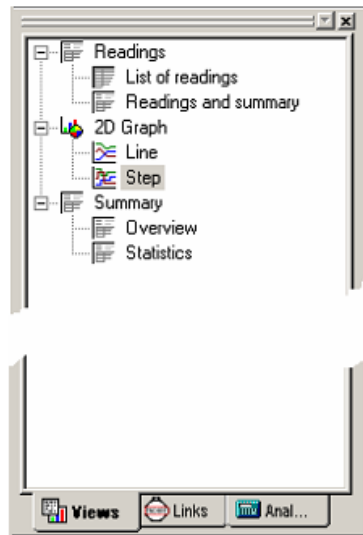 Readings
List of readings
Readings and summary
2D Graph
Line
Step
Summary
Overview
Statistics
Views Links Anal...